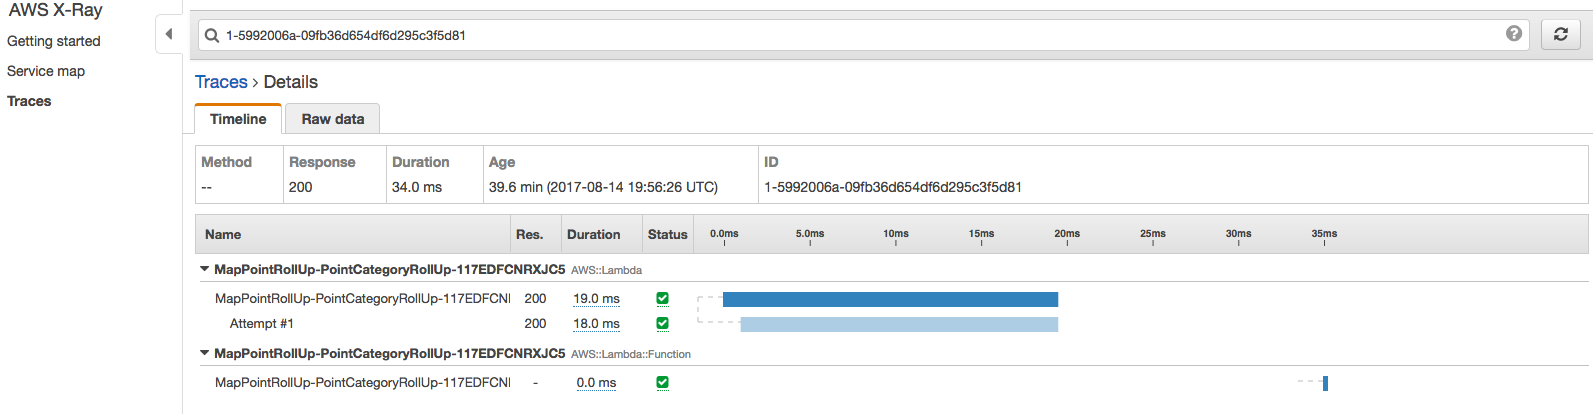 AWS X-Ray
Getting started
Service map
Traces
1-5992006a-09fb36d654df6d295c3f5d81
?
Traces > Details
Timeline Raw data
Method Response Duration Age ID
-- 200 34.0 ms 39.6 min (2017-08-14 19:56:26 UTC) 1-5992006a-09fb36d654df6d295c3f5d81
Name Res. Duration Status 0.0ms 5.0ms 10ms 15ms 20ms 25ms 30ms 35ms
MapPointRollUp-PointCategoryRollUp-117EDFCNRXJC5 AWS::Lambda
MapPointRollUp-PointCategoryRollUp-117EDFCNI 200 19.0 ms
Attempt #1 200 18.0 ms
MapPointRollUp-PointCategoryRollUp-117EDFCNRXJC5 AWS::Lambda::Function
MapPointRollUp-PointCategoryRollUp-117EDFCNI - 0.0 ms